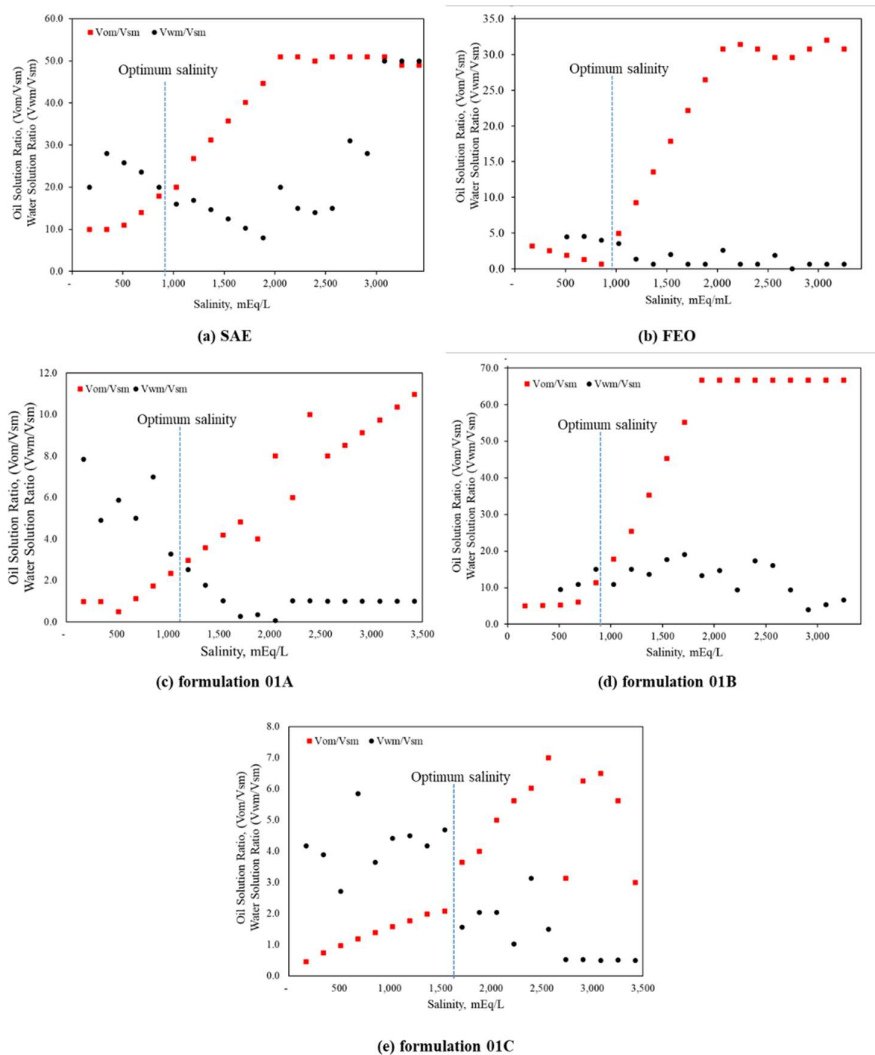 60.0
50.0
40.0
30.0
20.0
10.0
0.0
Oil Solution Ratio, (Vom/Vsm)
Water Solution Ratio (Vwm/Vsm)
Vom/Vsm Vwm/Vsm
Optimum salinity
- 500 1,000 1,500 2,000 2,500 3,000
Salinity, mEq/L
(a) SAE
35.0
30.0
25.0
20.0
15.0
10.0
5.0
0.0
Oil Solution Ratio, (Vom/Vsm)
Water Solution Ratio (Vwm/Vsm)
Vom/Vsm Vwm/Vsm
Optimum salinity
- 500 1,000 1,500 2,000 2,500 3,000
Salinity, mEq/mL
(b) FEO
12.0
10.0
8.0
6.0
4.0
2.0
0.0
Oil Solution Ratio, (Vom/Vsm)
Water Solution Ratio (Vwm/Vsm)
Vom/Vsm Vwm/Vsm
Optimum salinity
- 500 1,000 1,500 2,000 2,500 3,000 3,500
Salinity, mEq/L
(c) formulation 01A
70.0
60.0
50.0
40.0
30.0
20.0
10.0
0.0
Oil Solution Ratio, (Vom/Vsm)
Water Solution Ratio (Vwm/Vsm)
Vom/Vsm Vwm/Vsm
Optimum salinity
- 500 1,000 1,500 2,000 2,500 3,000
Salinity, mEq/L
(d) formulation 01B
8.0
7.0
6.0
5.0
4.0
3.0
2.0
1.0
0.0
Oil Solution Ratio, (Vom/Vsm)
Water Solution Ratio (Vwm/Vsm)
Vom/Vsm Vwm/Vsm
Optimum salinity
- 500 1,000 1,500 2,000 2,500 3,000 3,500
Salinity, mEq/L
(e) formulation 01C